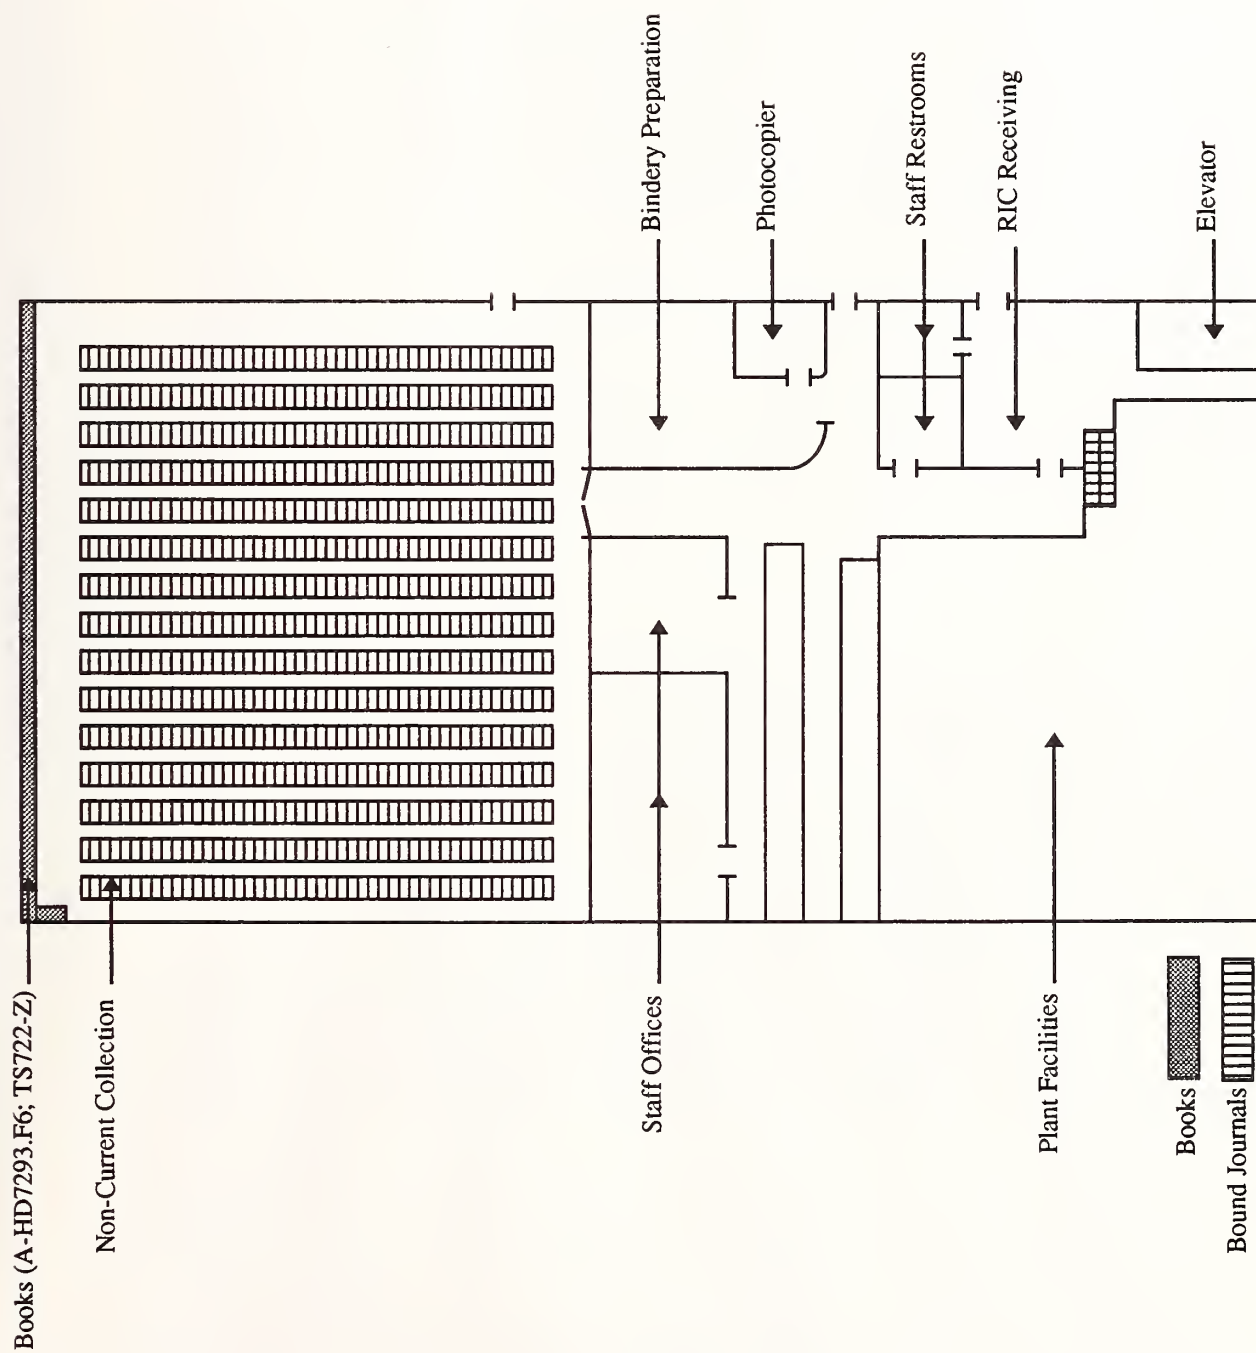 Books (A-HD7293.F6; TS722-Z)
Non-Current Collection
Staff Offices
Plant Facilities
Books
Bound Journals
Bindery Preparation
Photocopier
Staff Restrooms
RIC Receiving
Elevator